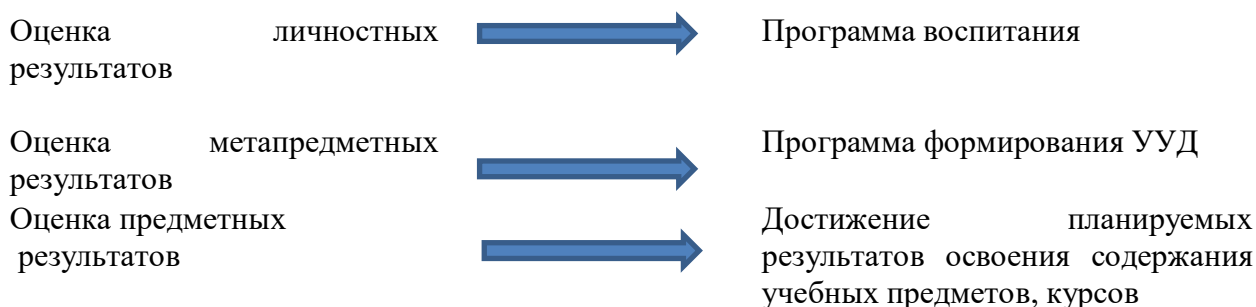 Оценка личностных
результатов
Программа воспитания
Оценка метапредметных
результатов
Программа формирования УУД
Оценка предметных
результатов
Достижение планируемых
результатов освоения содержания
учебных предметов, курсов